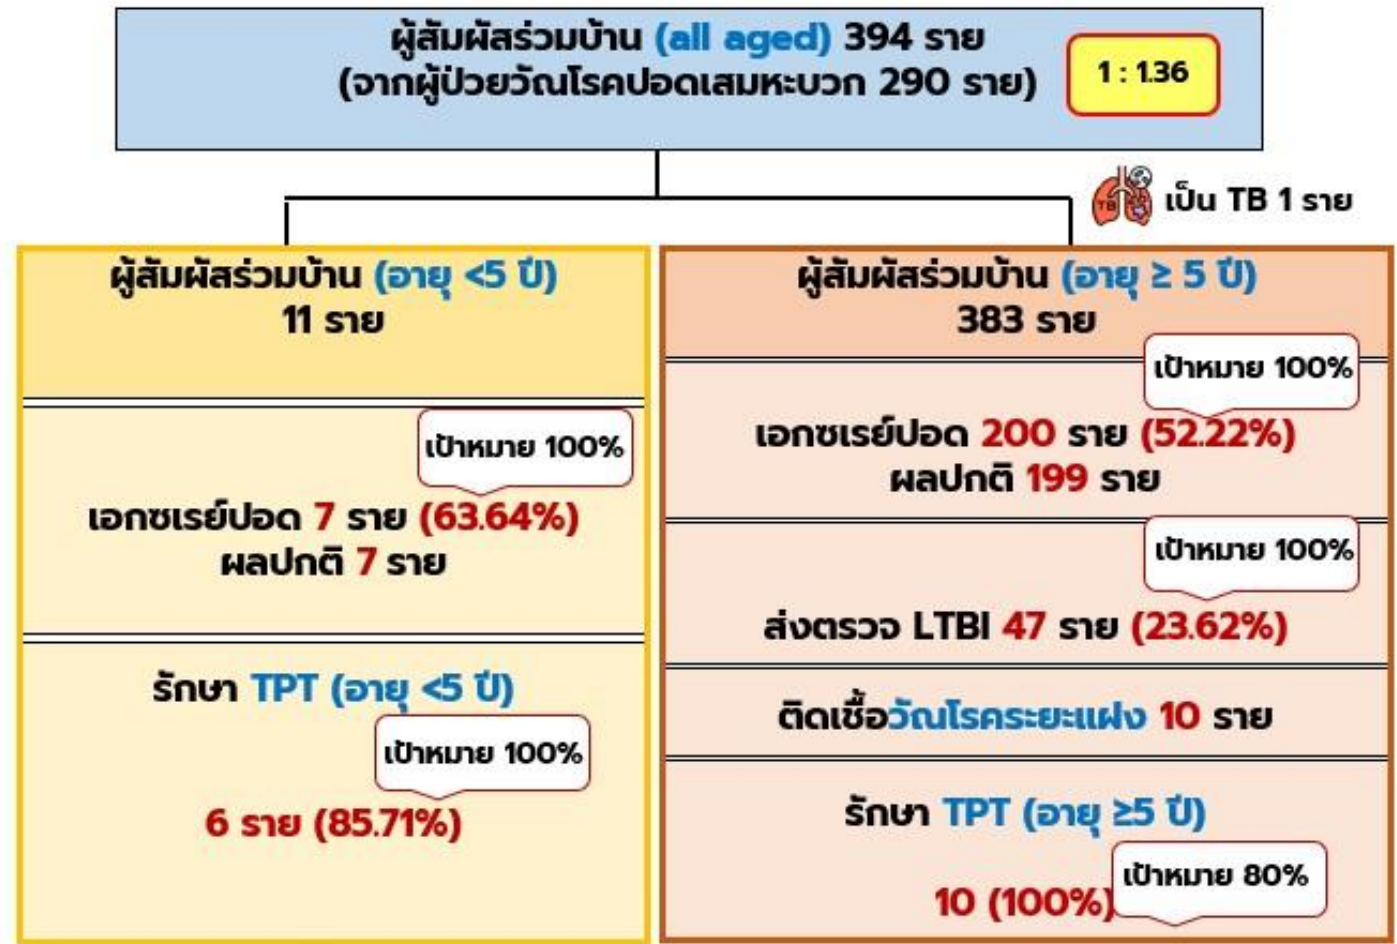 ผู้สัมผัสร่วมบ้าน (all aged) 394 ราย
(จากผู้ป่วยวัณโรคปอดเสมหะบวก 290 ราย)
1 : 1.36
TB
เป็น TB 1 ราย
ผู้สัมผัสร่วมบ้าน (อายุ <5 ปี)
11 ราย
เป้าหมาย 100%
เอกซเรย์ปอด 7 ราย (63.64%)
ผลปกติ 7 ราย
รักษา TPT (อายุ <5 ปี)
เป้าหมาย 100%
6 ราย (85.71%)
ผู้สัมผัสร่วมบ้าน (อายุ ≥ 5 ปี)
383 ราย
เป้าหมาย 100%
เอกซเรย์ปอด 200 ราย (52.22%)
ผลปกติ 199 ราย
เป้าหมาย 100%
ส่งตรวจ LTBI 47 ราย (23.62%)
ติดเชื้อวัณโรคระยะแฝง 10 ราย
รักษา TPT (อายุ ≥5 ปี)
เป้าหมาย 80%
10 (100%)